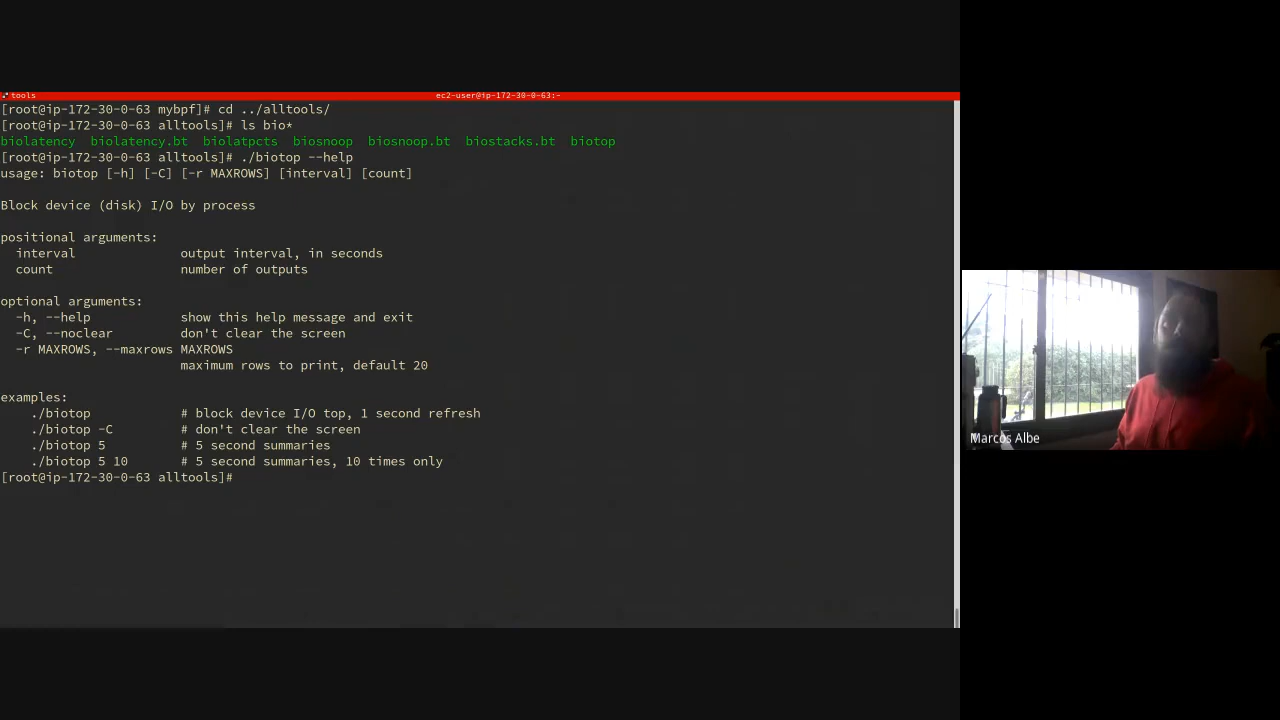 tools
ec2-user@ip-172-30-0-63:~
[root@ip-172-30-0-63 mybpf]# cd ../alltools/
[root@ip-172-30-0-63 alltools]# ls bio*
biolatency  biolatency.bt  biolatpcts  biosnoop  biosnoop.bt  biostacks.bt  biotop
[root@ip-172-30-0-63 alltools]# ./biotop --help
usage: biotop [-h] [-C] [-r MAXROWS] [interval] [count]
Block device (disk) I/O by process
positional arguments:
  interval              output interval, in seconds
  count                 number of outputs
optional arguments:
  -h, --help            show this help message and exit
  -C, --noclear         don't clear the screen
  -r MAXROWS, --maxrows MAXROWS
                        maximum rows to print, default 20
examples:
    ./biotop            # block device I/O top, 1 second refresh
    ./biotop -C         # don't clear the screen
    ./biotop 5          # 5 second summaries
    ./biotop 5 10       # 5 second summaries, 10 times only
[root@ip-172-30-0-63 alltools]#
Marcos Albe